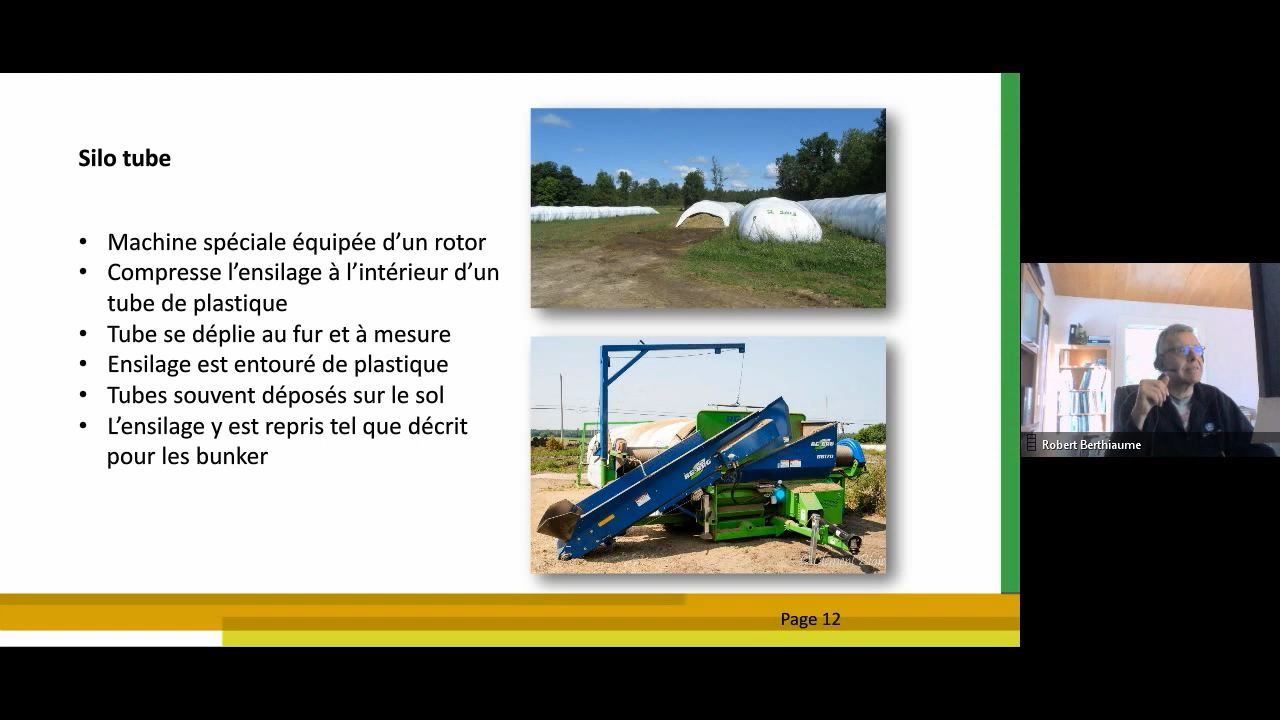 Silo tube
• Machine spéciale équipée d’un rotor
• Compresse l’ensilage à l’intérieur d’un
tube de plastique
• Tube se déplie au fur et à mesure
• Ensilage est entouré de plastique
• Tubes souvent déposés sur le sol
• L’ensilage y est repris tel que décrit
pour les bunker
Page 12
Robert Berthiaume